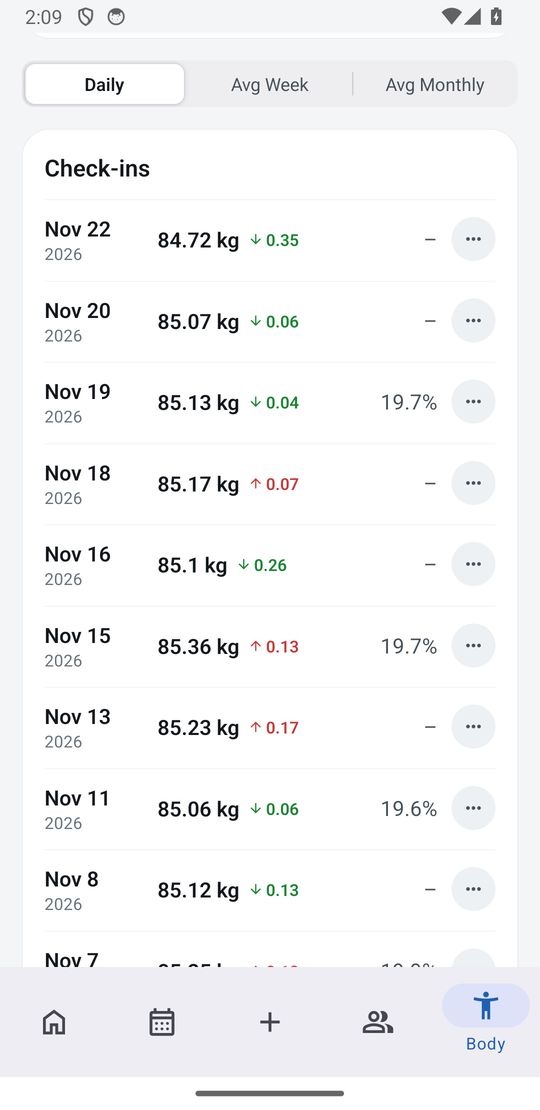 2:09
Daily Avg Week Avg Monthly
Check-ins
Nov 22
2026
84.72 kg ↓ 0.35 –
Nov 20
2026
85.07 kg ↓ 0.06 –
Nov 19
2026
85.13 kg ↓ 0.04 19.7%
Nov 18
2026
85.17 kg ↑ 0.07 –
Nov 16
2026
85.1 kg ↓ 0.26 –
Nov 15
2026
85.36 kg ↑ 0.13 19.7%
Nov 13
2026
85.23 kg ↑ 0.17 –
Nov 11
2026
85.06 kg ↓ 0.06 19.6%
Nov 8
2026
85.12 kg ↓ 0.13 –
Nov 7
Body